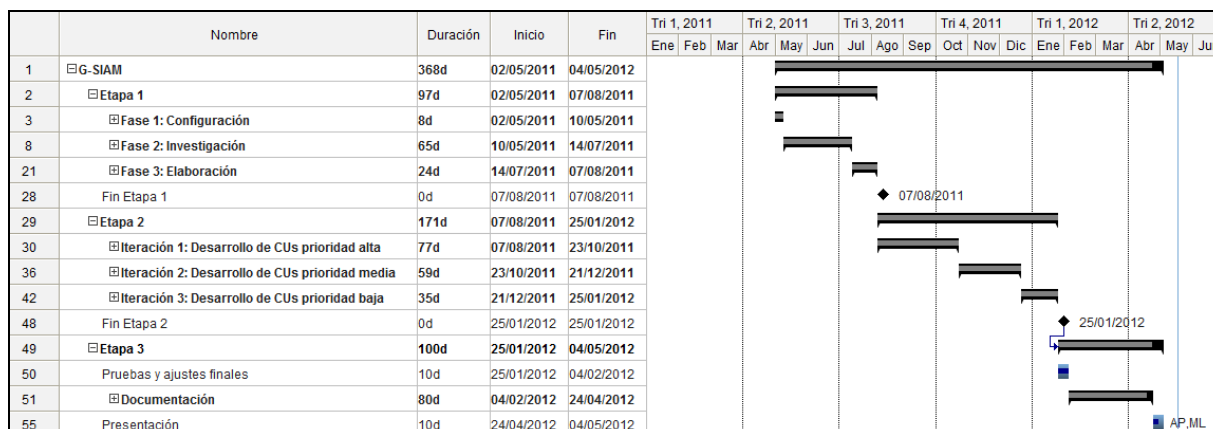 Nombre Duración Inicio Fin Tri 1, 2011 Tri 2, 2011 Tri 3, 2011 Tri 4, 2011 Tri 1, 2012 Tri 2, 2012
Ene Feb Mar Abr May Jun Jul Ago Sep Oct Nov Dic Ene Feb Mar Abr May Ju
1 G-SIAM 368d 02/05/2011 04/05/2012
2 Etapa 1 97d 02/05/2011 07/08/2011
3 Fase 1: Configuración 8d 02/05/2011 10/05/2011
8 Fase 2: Investigación 65d 10/05/2011 14/07/2011
21 Fase 3: Elaboración 24d 14/07/2011 07/08/2011
28 Fin Etapa 1 0d 07/08/2011 07/08/2011 07/08/2011
29 Etapa 2 171d 07/08/2011 25/01/2012
30 Iteración 1: Desarrollo de CUs prioridad alta 77d 07/08/2011 23/10/2011
36 Iteración 2: Desarrollo de CUs prioridad media 59d 23/10/2011 21/12/2011
42 Iteración 3: Desarrollo de CUs prioridad baja 35d 21/12/2011 25/01/2012
48 Fin Etapa 2 0d 25/01/2012 25/01/2012 25/01/2012
49 Etapa 3 100d 25/01/2012 04/05/2012
50 Pruebas y ajustes finales 10d 25/01/2012 04/02/2012
51 Documentación 80d 04/02/2012 24/04/2012
55 Presentación 10d 24/04/2012 04/05/2012 AP,ML